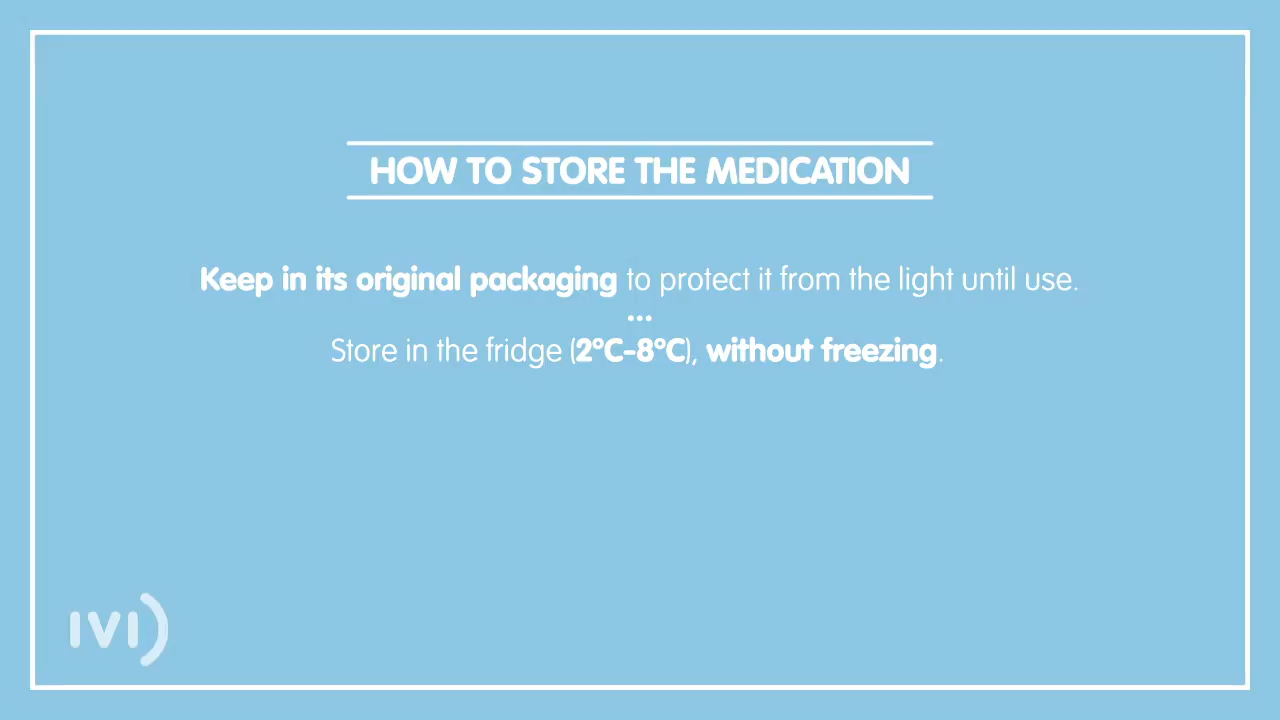 HOW TO STORE THE MEDICATION
Keep in its original packaging to protect it from the light until use.
...
Store in the fridge (2°C-8°C), without freezing.
IVI